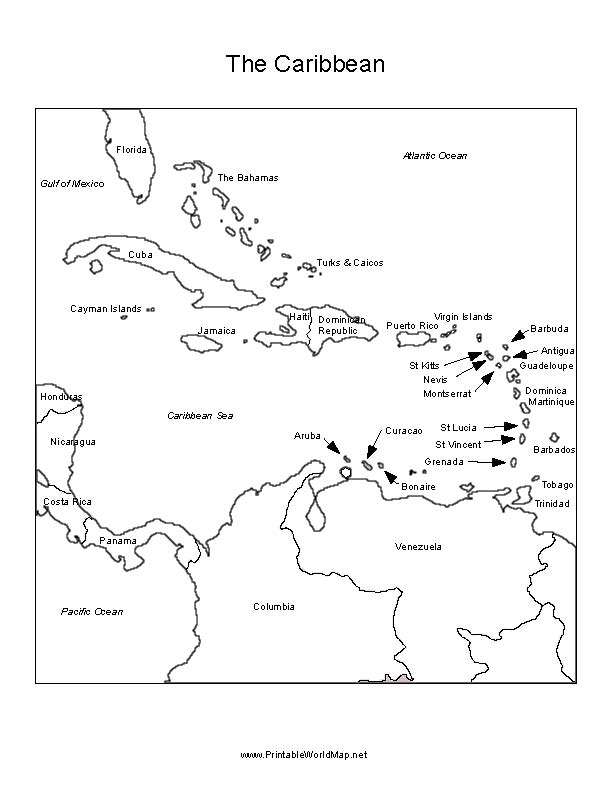 The Caribbean
Florida
Atlantic Ocean
Gulf of Mexico
The Bahamas
Cuba
Turks & Caicos
Cayman Islands
Haiti
Dominican
Republic
Virgin Islands
Puerto Rico
Jamaica
Barbuda
Antigua
St Kitts
Guadeloupe
Nevis
Montserrat
Dominica
Martinique
Honduras
Caribbean Sea
St Lucia
Curacao
Aruba
Nicaragua
St Vincent
Barbados
Grenada
Bonaire
Tobago
Costa Rica
Trinidad
Panama
Venezuela
Columbia
Pacific Ocean
www.PrintableWorldMap.net